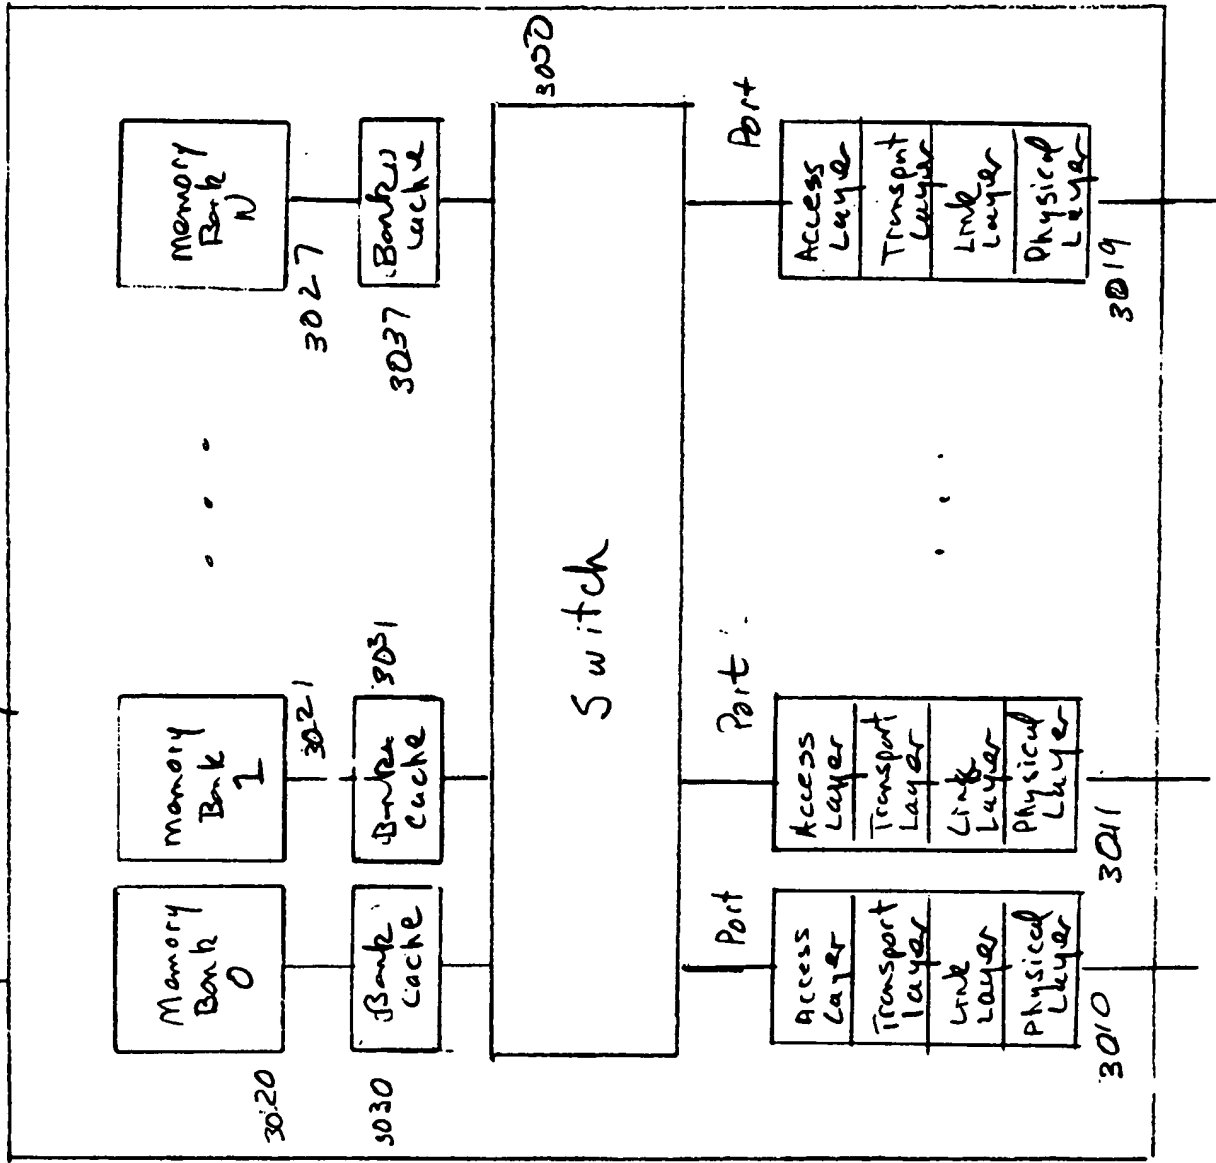 3050
Memory
Bank
0
3020
Memory
Bank
1
3021
Memory
Bank
N
3027
Bank
Cache
3030
Bank
Cache
3031
Bank
Cache
3037
Switch
Port
Access
Layer
Transport
Layer
Link
Layer
Physical
Layer
3010
Port
Access
Layer
Transport
Layer
Link
Layer
Physical
Layer
3011
Port
Access
Layer
Transport
Layer
Link
Layer
Physical
Layer
3019